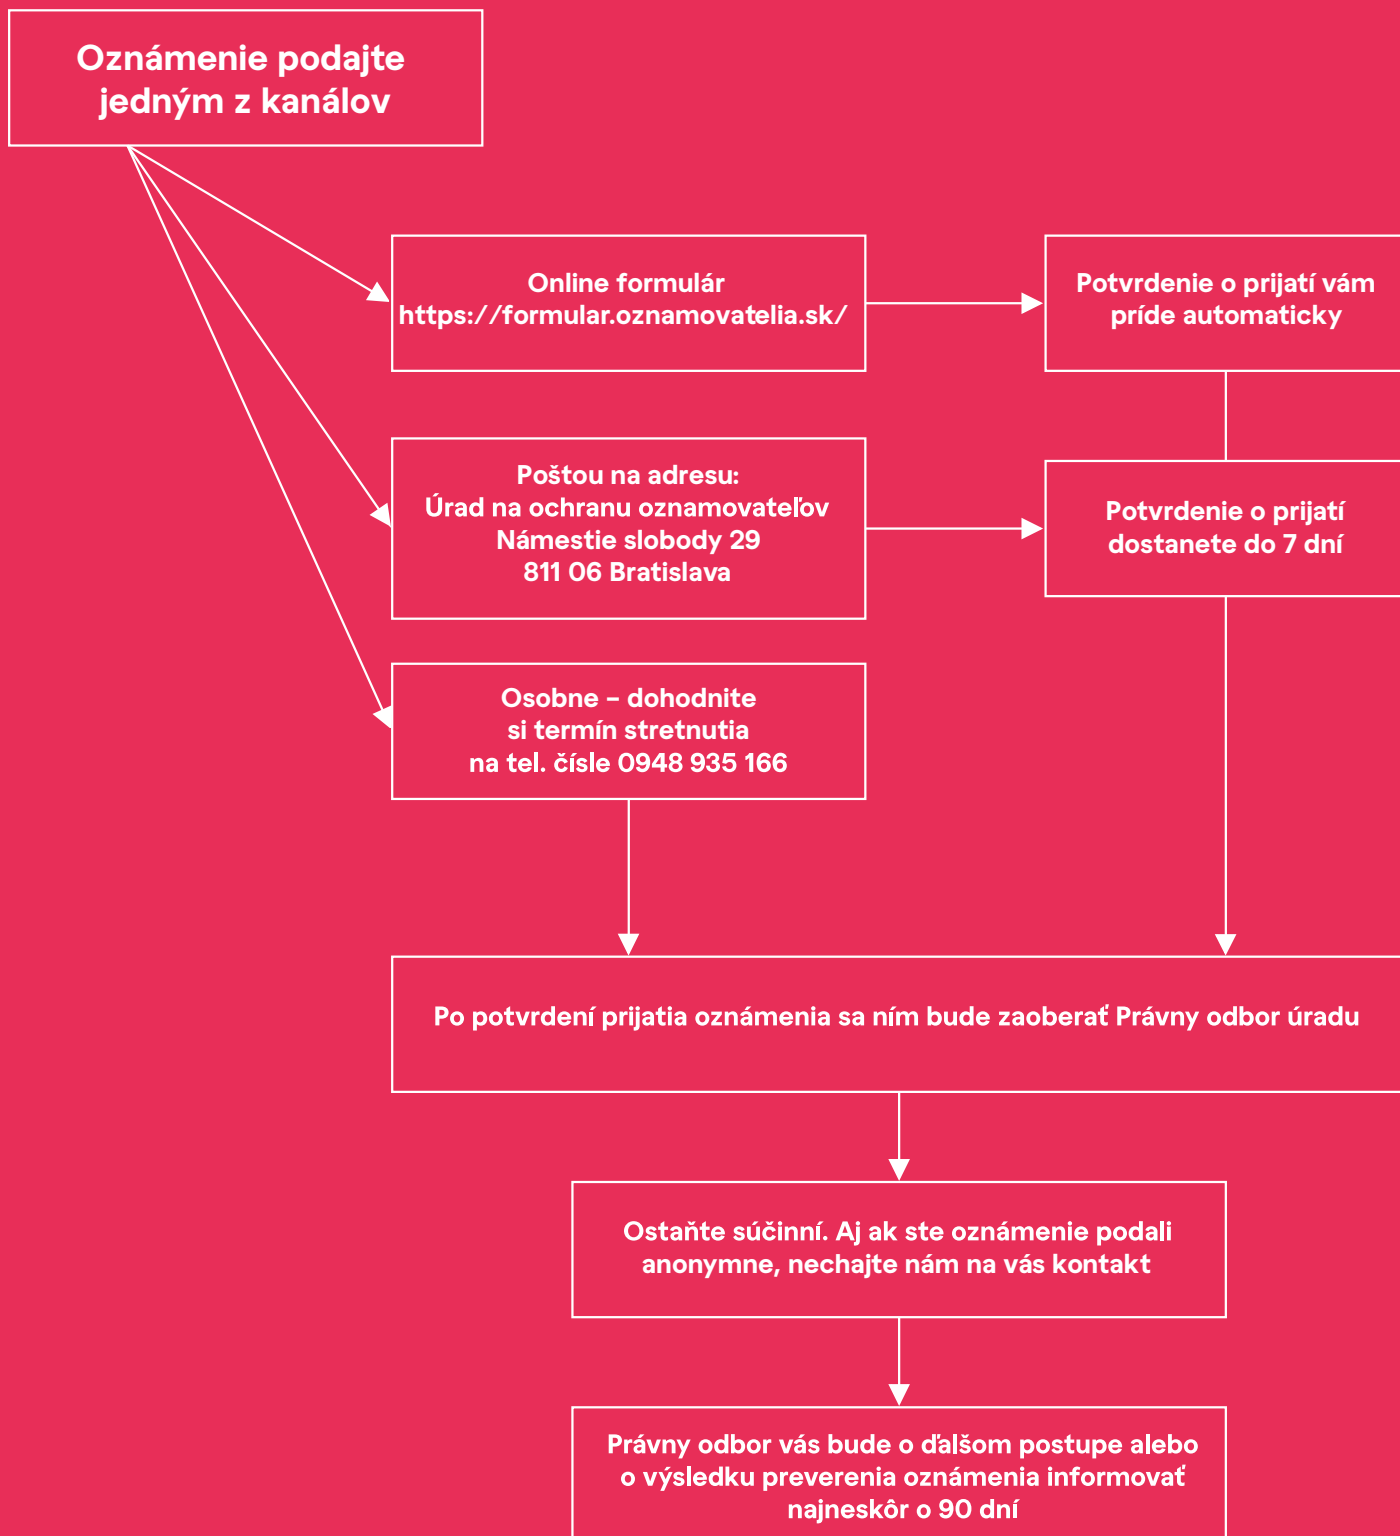 Oznámenie podajte
jedným z kanálov
Online formulár
https://formular.oznamovatelia.sk/
Potvrdenie o prijatí vám
príde automaticky
Poštou na adresu:
Úrad na ochranu oznamovateľov
Námestie slobody 29
811 06 Bratislava
Potvrdenie o prijatí
dostanete do 7 dní
Osobne – dohodnite
si termín stretnutia
na tel. čísle 0948 935 166
Po potvrdení prijatia oznámenia sa ním bude zaoberať Právny odbor úradu
Ostaňte súčinní. Aj ak ste oznámenie podali
anonymne, nechajte nám na vás kontakt
Právny odbor vás bude o ďalšom postupe alebo
o výsledku preverenia oznámenia informovať
najneskôr o 90 dní